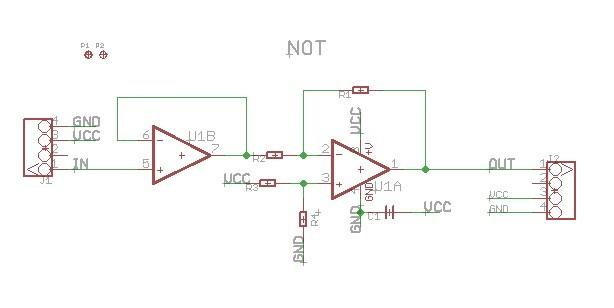 NOT
P1 P2
R1
4 GND
3 VCC
2
1 IN
J1
6
5
U1B
7
R2
VCC
R3
2
3
VCC
8
+V
1
4
GND
U1A
R4
GND
GND
C1
VCC
OUT
VCC
GND
J2
1
2
3
4